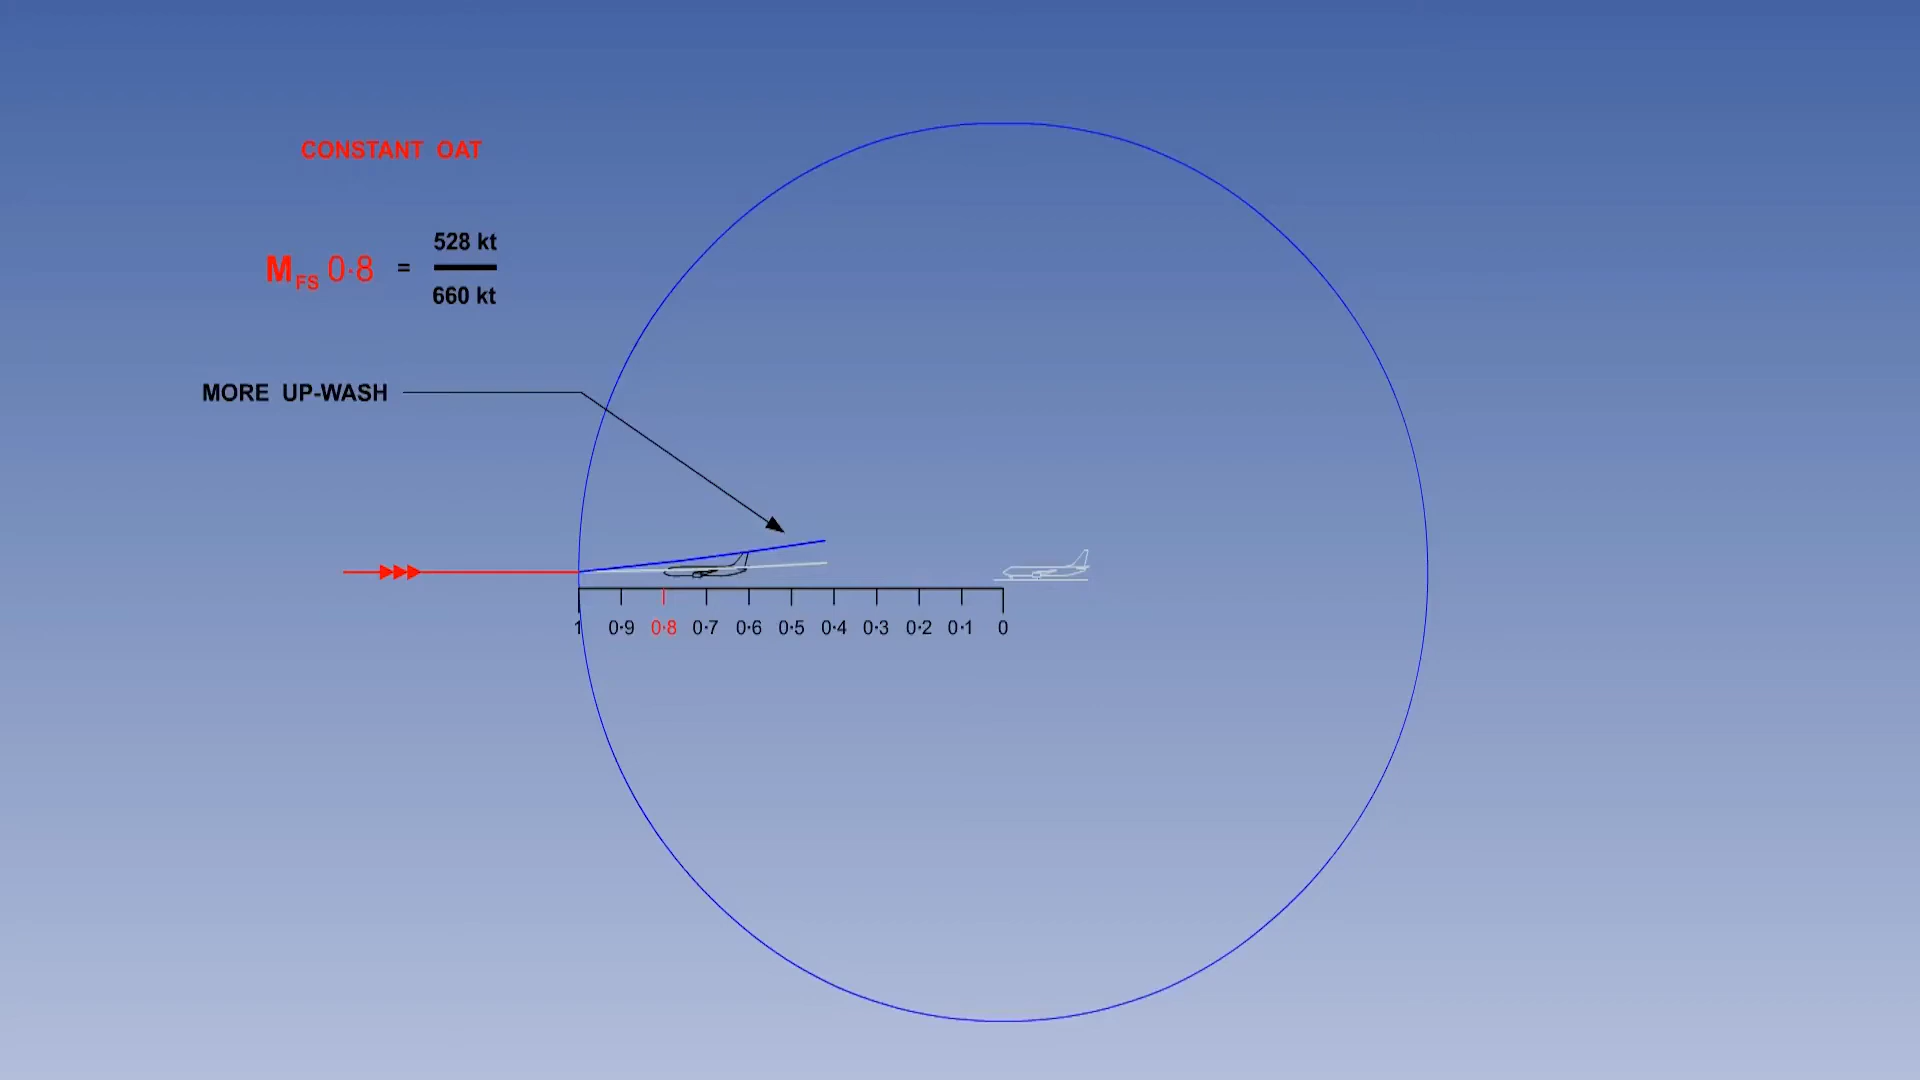 CONSTANT OAT
M FS 0·8 = 528 kt
660 kt
MORE UP-WASH
1 0·9 0·8 0·7 0·6 0·5 0·4 0·3 0·2 0·1 0